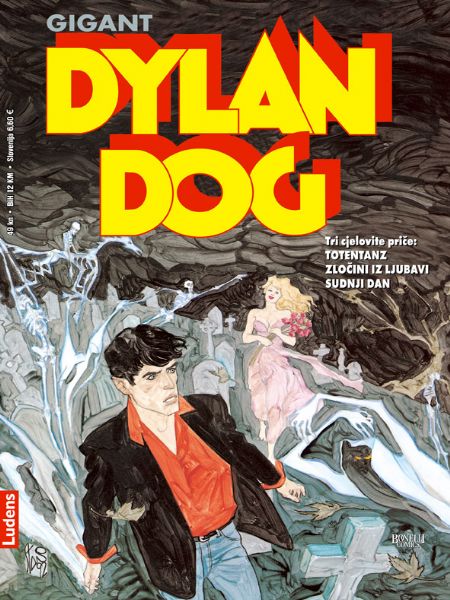 GIGANT
DYLAN
DOG
49 kn • BiH 12 KM • Slovenija 6,60 €
Tri cjelovite priče:
TOTENTANZ
ZLOČINI IZ LJUBAVI
SUDNJI DAN
Ludens
BONELLI
COMICS